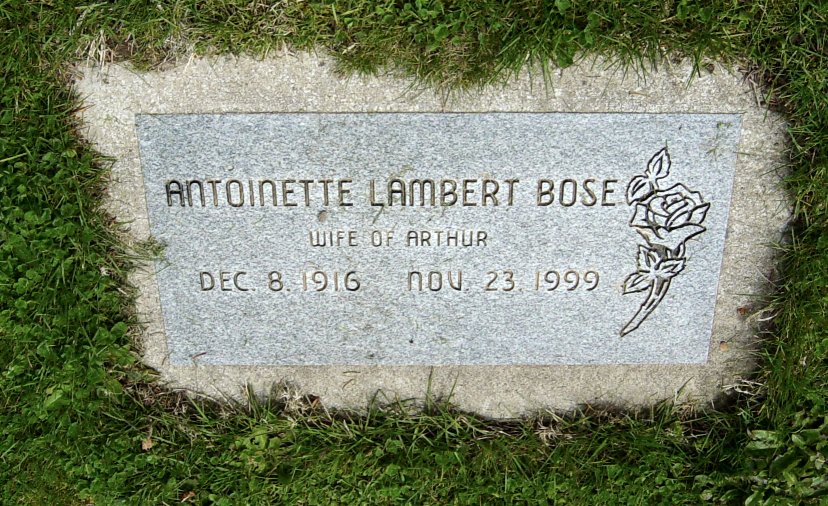 ANTOINETTE LAMBERT BOSE
WIFE OF ARTHUR
DEC. 8. 1916 NOV. 23. 1999